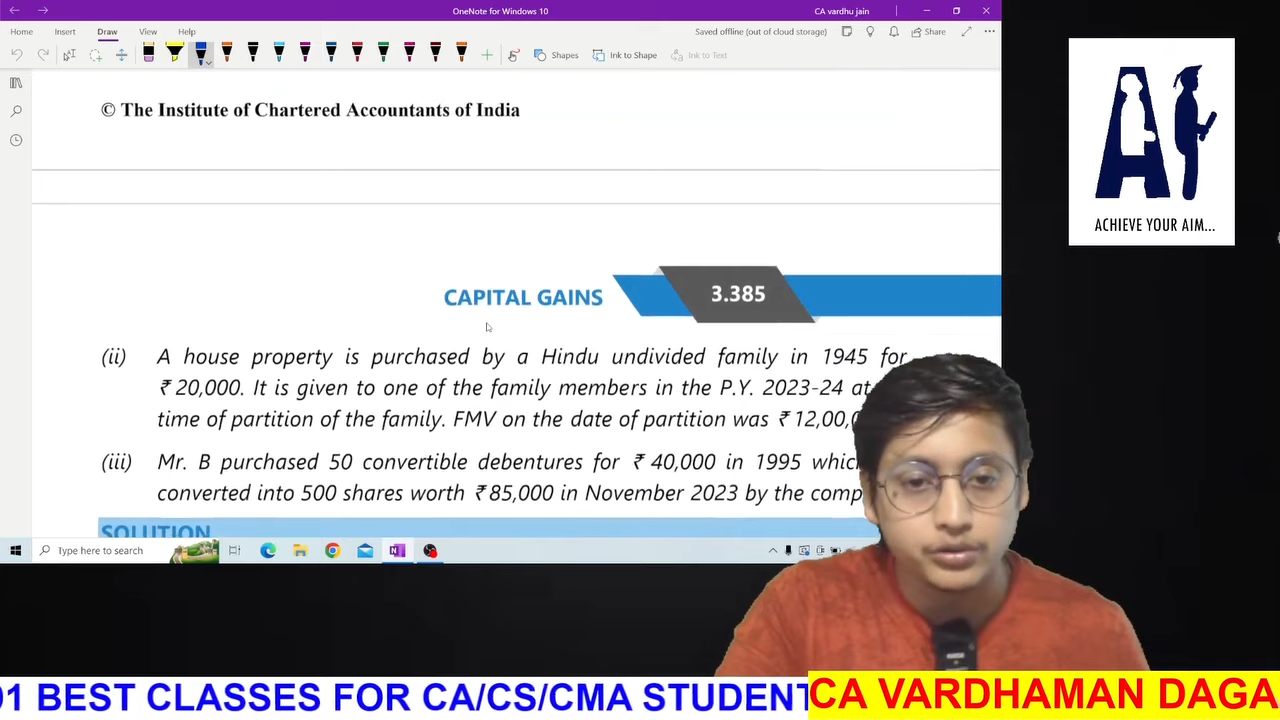 OneNote for Windows 10
CA vardhu jain
Home Insert Draw View Help
Saved offline (out of cloud storage)
Share
Shapes
Ink to Shape
Ink to Text
© The Institute of Chartered Accountants of India
CAPITAL GAINS
3.385
(ii) A house property is purchased by a Hindu undivided family in 1945 for
₹ 20,000. It is given to one of the family members in the P.Y. 2023-24 at
time of partition of the family. FMV on the date of partition was ₹ 12,00,
(iii) Mr. B purchased 50 convertible debentures for ₹ 40,000 in 1995 which
converted into 500 shares worth ₹ 85,000 in November 2023 by the comp
SOLUTION
Type here to search
AI
ACHIEVE YOUR AIM...
01 BEST CLASSES FOR CA/CS/CMA STUDENT
CA VARDHAMAN DAGA